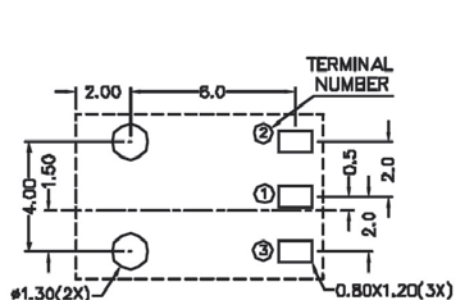 TERMINAL
NUMBER
2.00
6.0
②
0.5
2.0
4.00
1.50
①
2.0
③
ø1.30(2X)
0.80X1.20(3X)